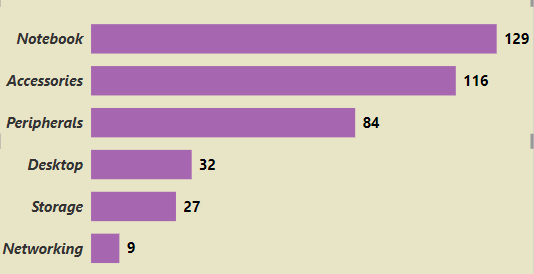 Notebook 129
Accessories 116
Peripherals 84
Desktop 32
Storage 27
Networking 9